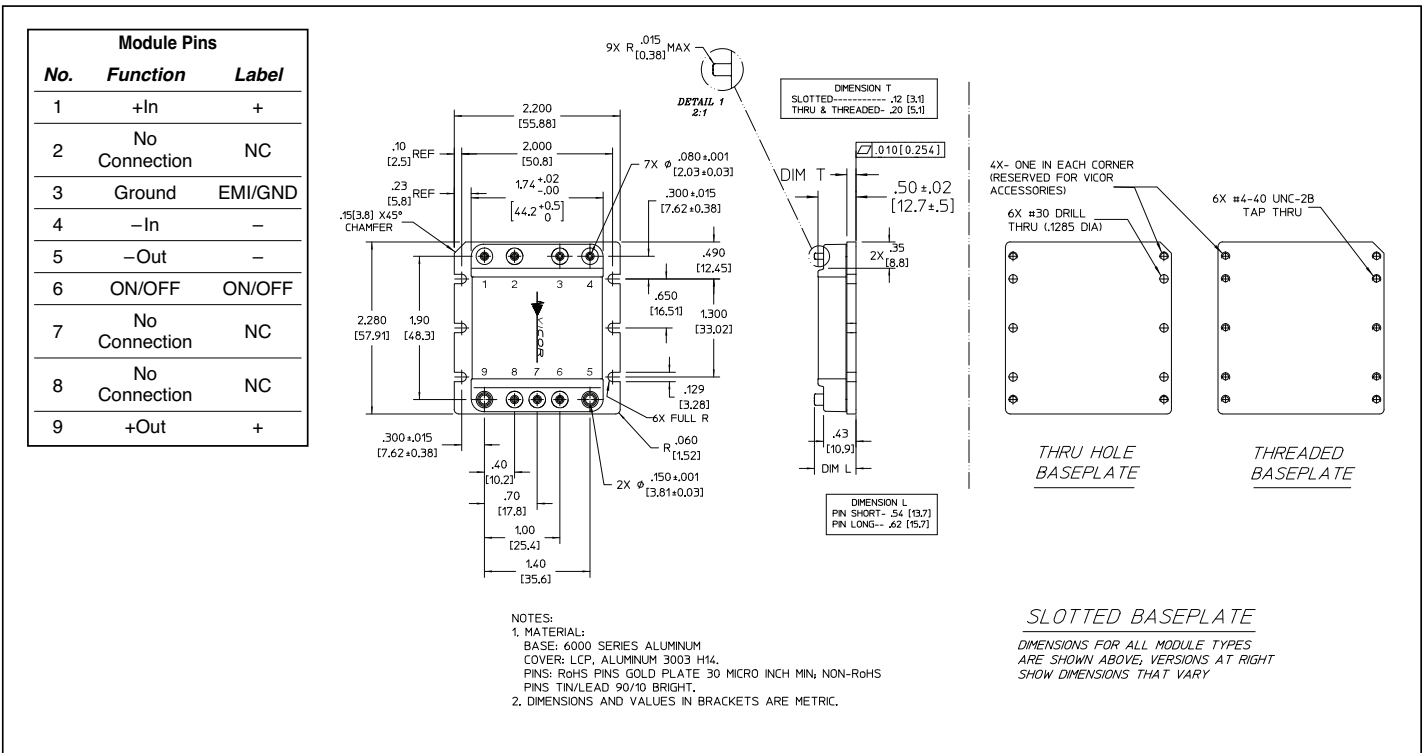 Module Pins
No. Function Label
1 +In +
2 No Connection NC
3 Ground EMI/GND
4 −In −
5 −Out −
6 ON/OFF ON/OFF
7 No Connection NC
8 No Connection NC
9 +Out +
9X R .015 [0.38] MAX
DETAIL 1
2:1
DIMENSION T
SLOTTED----------- .12 [3.1]
THRU & THREADED- .20 [5.1]
2.200
[55.88]
.10
[2.5] REF
2.000
[50.8]
7X ø .080±.001
[2.03±0.03]
.23
[5.8] REF
1.74 +.02 -.00
[44.2 +0.5 0]
.300±.015
[7.62±0.38]
.15[3.8] X45°
CHAMFER
.490
[12.45]
1 2 3 4
.650
[16.51]
1.300
[33.02]
2.280
[57.91]
1.90
[48.3]
VICOR
9 8 7 6 5
.129
[3.28]
6X FULL R
R .060
[1.52]
.300±.015
[7.62±0.38]
.40
[10.2]
2X ø .150±.001
[3.81±0.03]
.70
[17.8]
1.00
[25.4]
1.40
[35.6]
.010[0.254]
DIM T
.50±.02
[12.7±.5]
2X .35
[8.8]
.43
[10.9]
DIM L
DIMENSION L
PIN SHORT- .54 [13.7]
PIN LONG-- .62 [15.7]
4X- ONE IN EACH CORNER
(RESERVED FOR VICOR
ACCESSORIES)
6X #30 DRILL
THRU (.1285 DIA)
6X #4-40 UNC-2B
TAP THRU
THRU HOLE
BASEPLATE
THREADED
BASEPLATE
NOTES:
1. MATERIAL:
BASE: 6000 SERIES ALUMINUM
COVER: LCP, ALUMINUM 3003 H14.
PINS: RoHS PINS GOLD PLATE 30 MICRO INCH MIN; NON-RoHS
PINS TIN/LEAD 90/10 BRIGHT.
2. DIMENSIONS AND VALUES IN BRACKETS ARE METRIC.
SLOTTED BASEPLATE
DIMENSIONS FOR ALL MODULE TYPES
ARE SHOWN ABOVE; VERSIONS AT RIGHT
SHOW DIMENSIONS THAT VARY